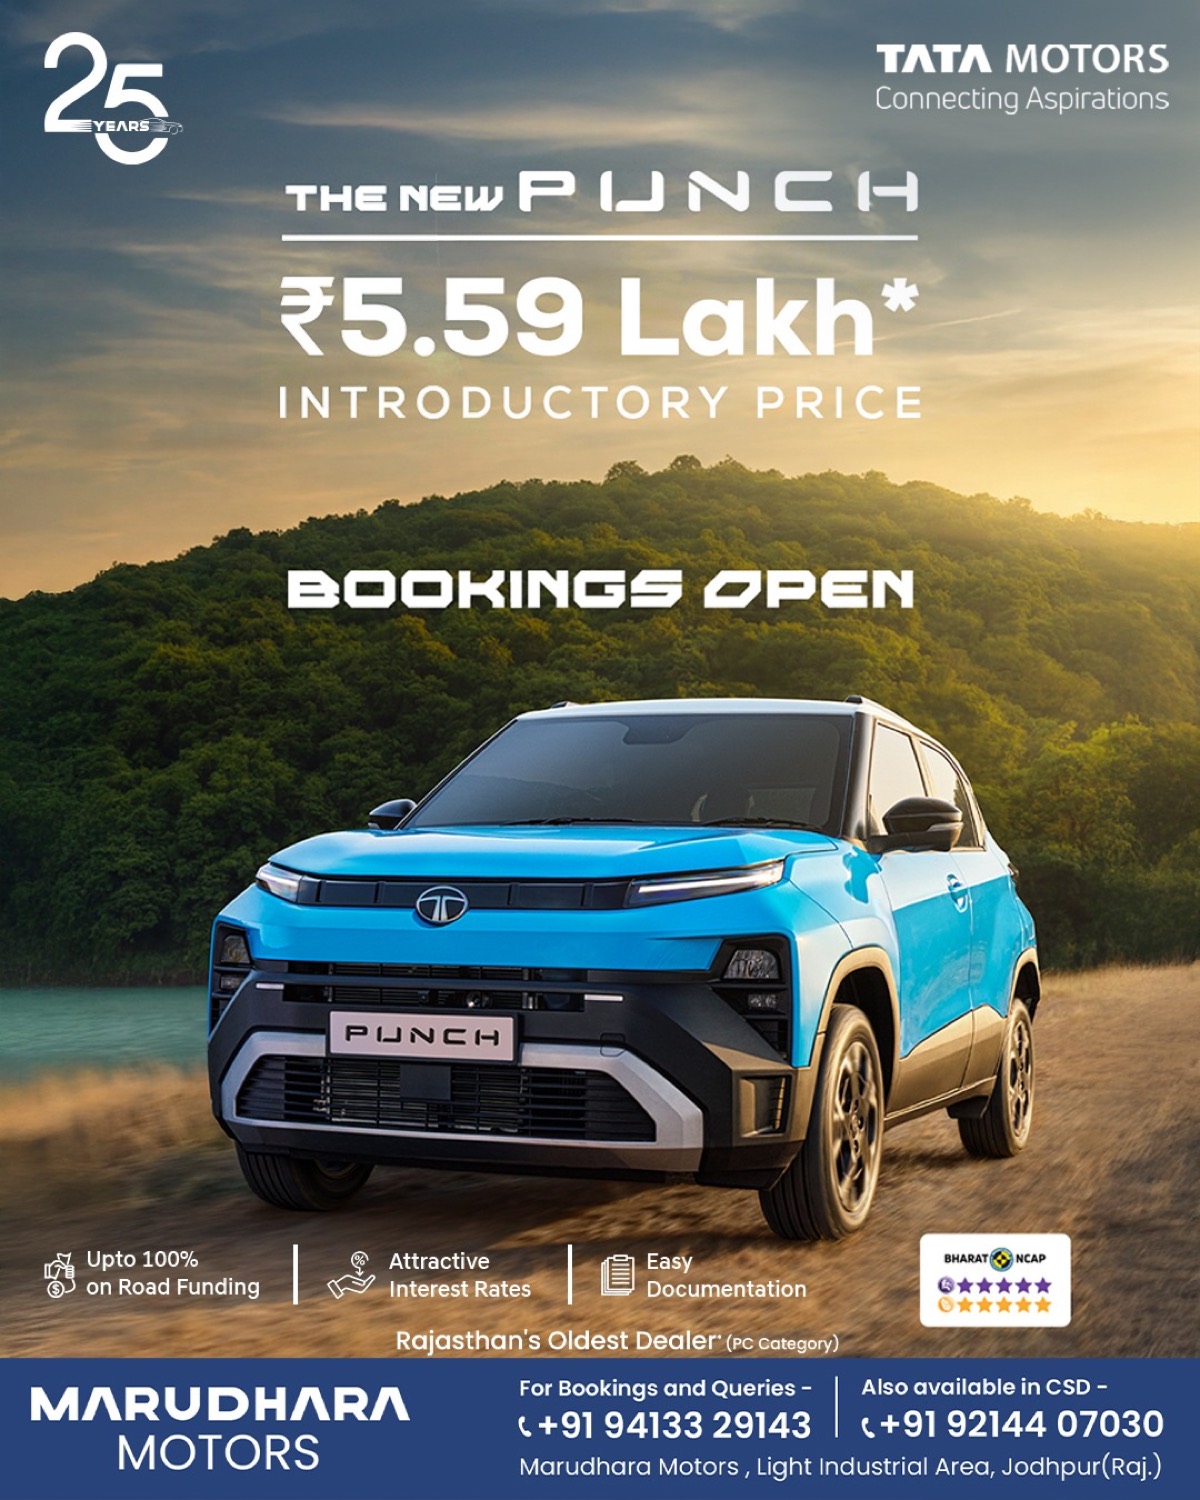 25
YEARS
TATA MOTORS
Connecting Aspirations
THE NEW PUNCH
₹5.59 Lakh*
INTRODUCTORY PRICE
BOOKINGS OPEN
PUNCH
Upto 100%
on Road Funding
Attractive
Interest Rates
Easy
Documentation
BHARAT NCAP
Rajasthan's Oldest Dealer* (PC Category)
MARUDHARA
MOTORS
For Bookings and Queries -
+91 94133 29143
Also available in CSD -
+91 92144 07030
Marudhara Motors , Light Industrial Area, Jodhpur(Raj.)